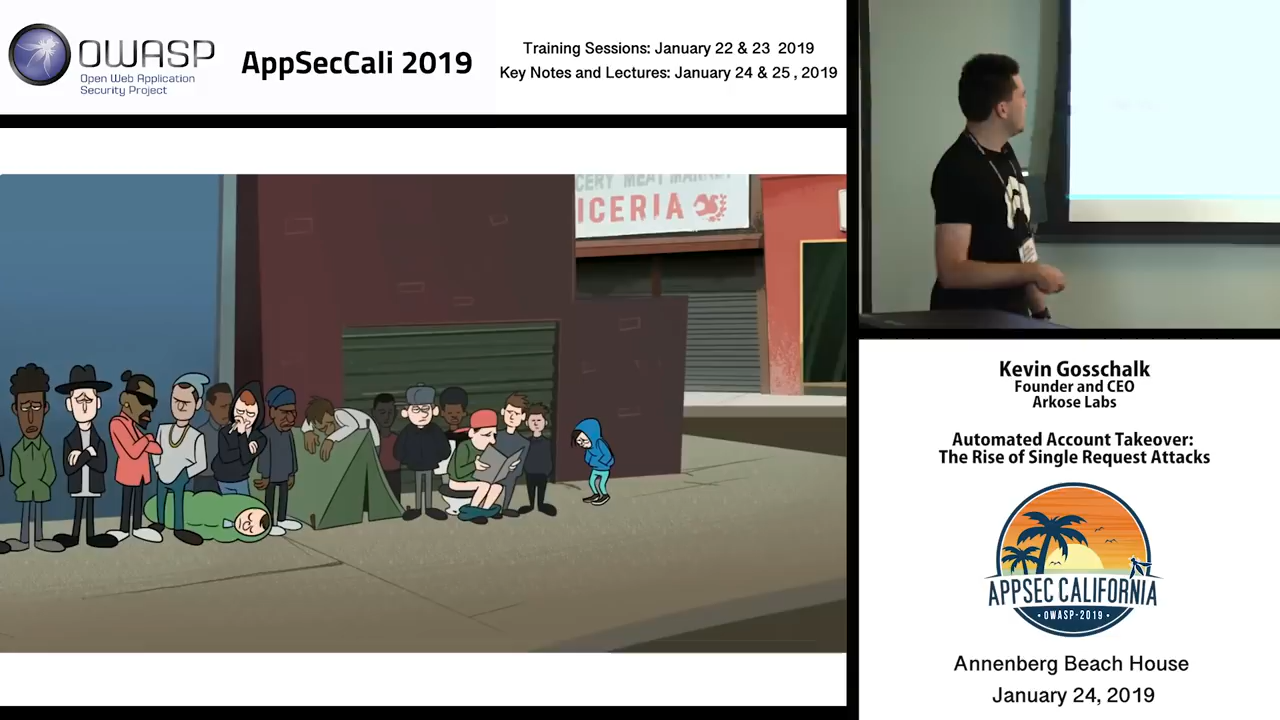 OWASP
Open Web Application
Security Project
AppSecCali 2019
Training Sessions: January 22 & 23 2019
Key Notes and Lectures: January 24 & 25 , 2019
MEAT
ICERIA
Kevin Gosschalk
Founder and CEO
Arkose Labs
Automated Account Takeover:
The Rise of Single Request Attacks
APPSEC CALIFORNIA
• OWASP-2019 •
Annenberg Beach House
January 24, 2019